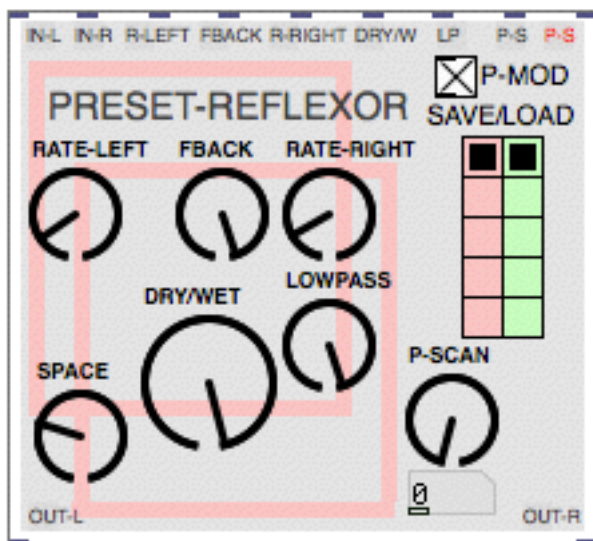 IN-L IN-R R-LEFT FBACK R-RIGHT DRY/W LP P-S P-S
P-MOD
PRESET-REFLEXOR
SAVE/LOAD
RATE-LEFT FBACK RATE-RIGHT
LOWPASS
DRY/WET
P-SCAN
SPACE
0
OUT-L OUT-R